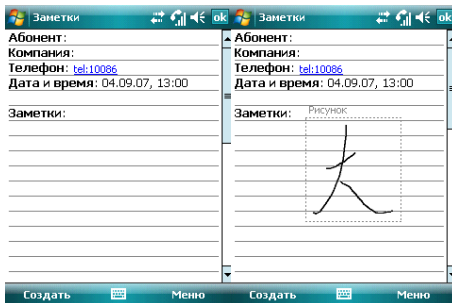 Заметки
ok
Абонент:
Компания:
Телефон: tel:10086
Дата и время: 04.09.07, 13:00
Заметки:
Создать
Меню
Заметки
ok
Абонент:
Компания:
Телефон: tel:10086
Дата и время: 04.09.07, 13:00
Заметки:
Рисунок
大
Создать
Меню